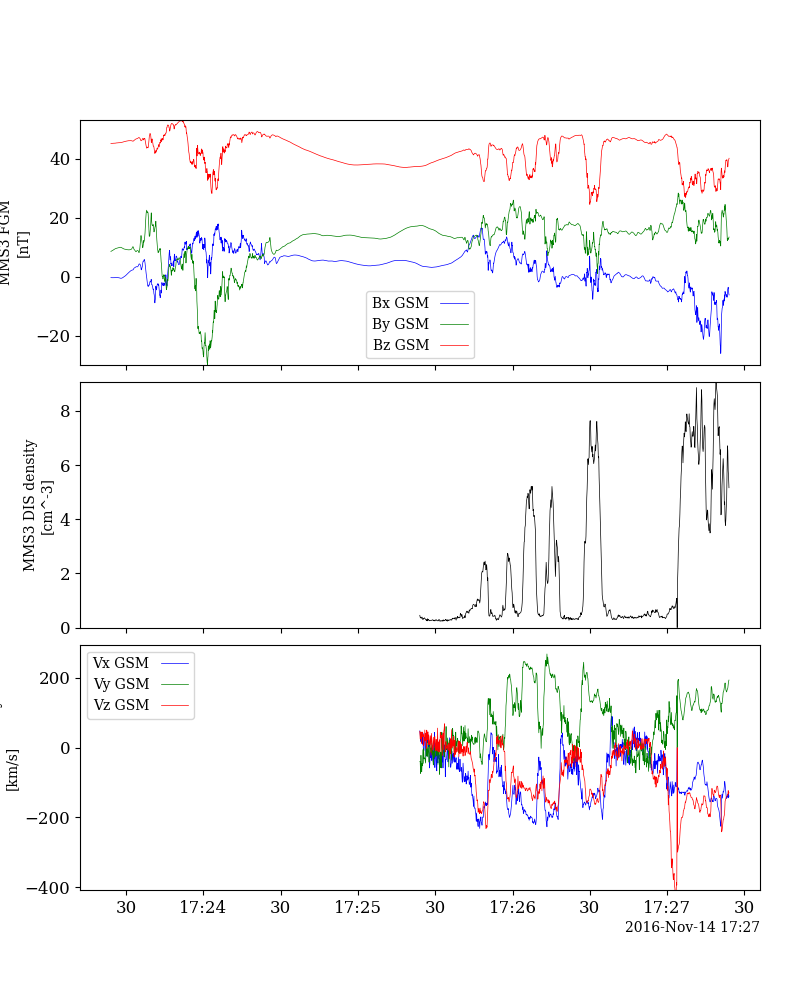 MMS3 FGM
[nT]
40
20
0
−20
Bx GSM
By GSM
Bz GSM
MMS3 DIS density
[cm^-3]
8
6
4
2
0
Vx GSM
Vy GSM
Vz GSM
[km/s]
200
0
−200
−400
30
17:24
30
17:25
30
17:26
30
17:27
30
2016-Nov-14 17:27